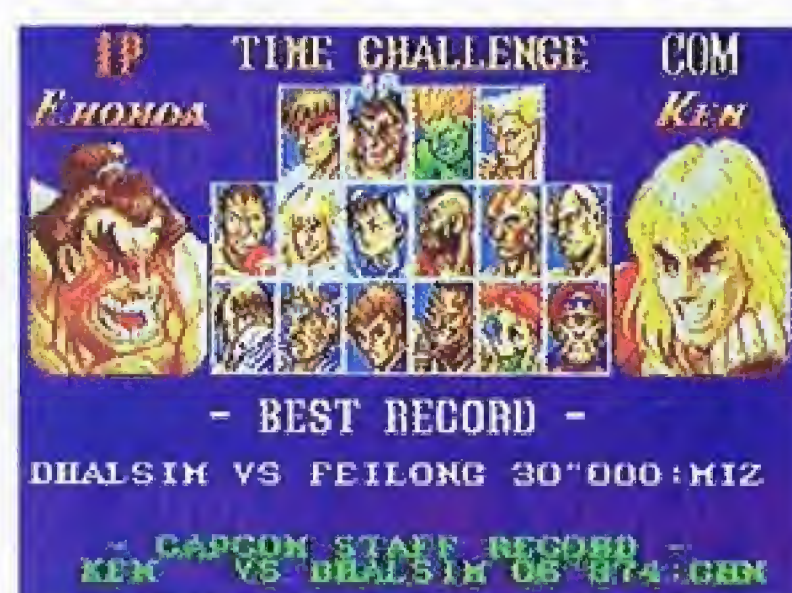 1P TIME CHALLENGE COM
E.HONDA KEN
- BEST RECORD -
DHALSIM VS FEILONG 30"000:MIZ
- CAPCOM STAFF RECORD -
KEN VS DHALSIM